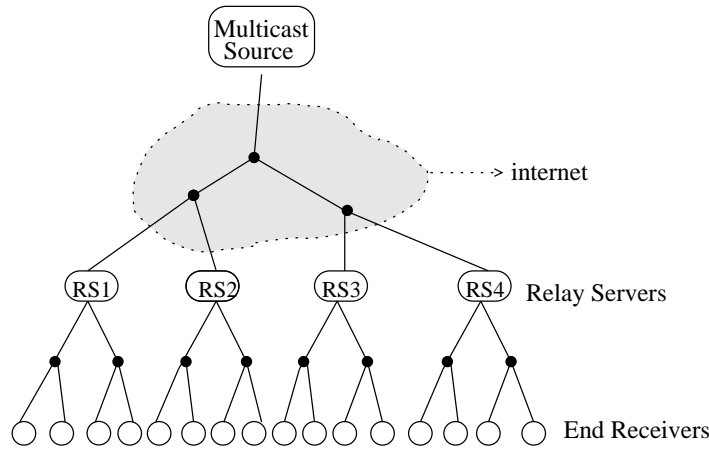 Multicast
Source
internet
RS1
RS2
RS3
RS4
Relay Servers
End Receivers